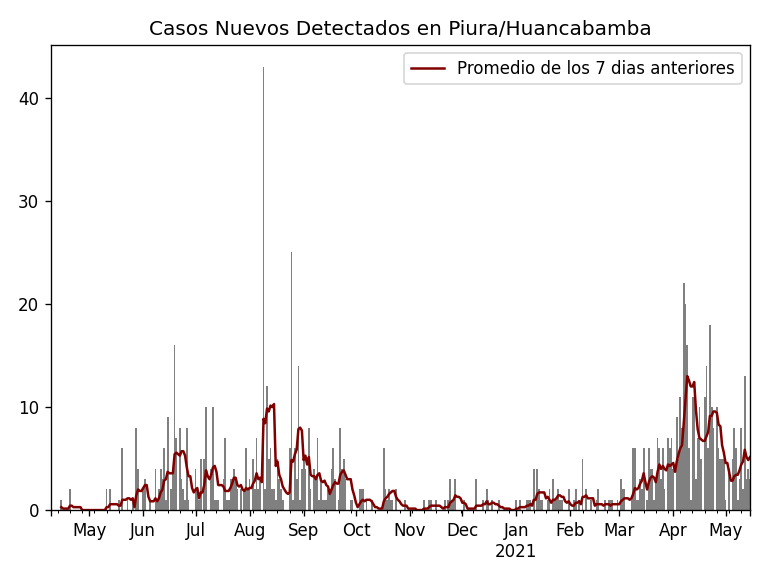 Casos Nuevos Detectados en Piura/Huancabamba
Promedio de los 7 dias anteriores
40
30
20
10
0
May Jun Jul Aug Sep Oct Nov Dec Jan Feb Mar Apr May
2021